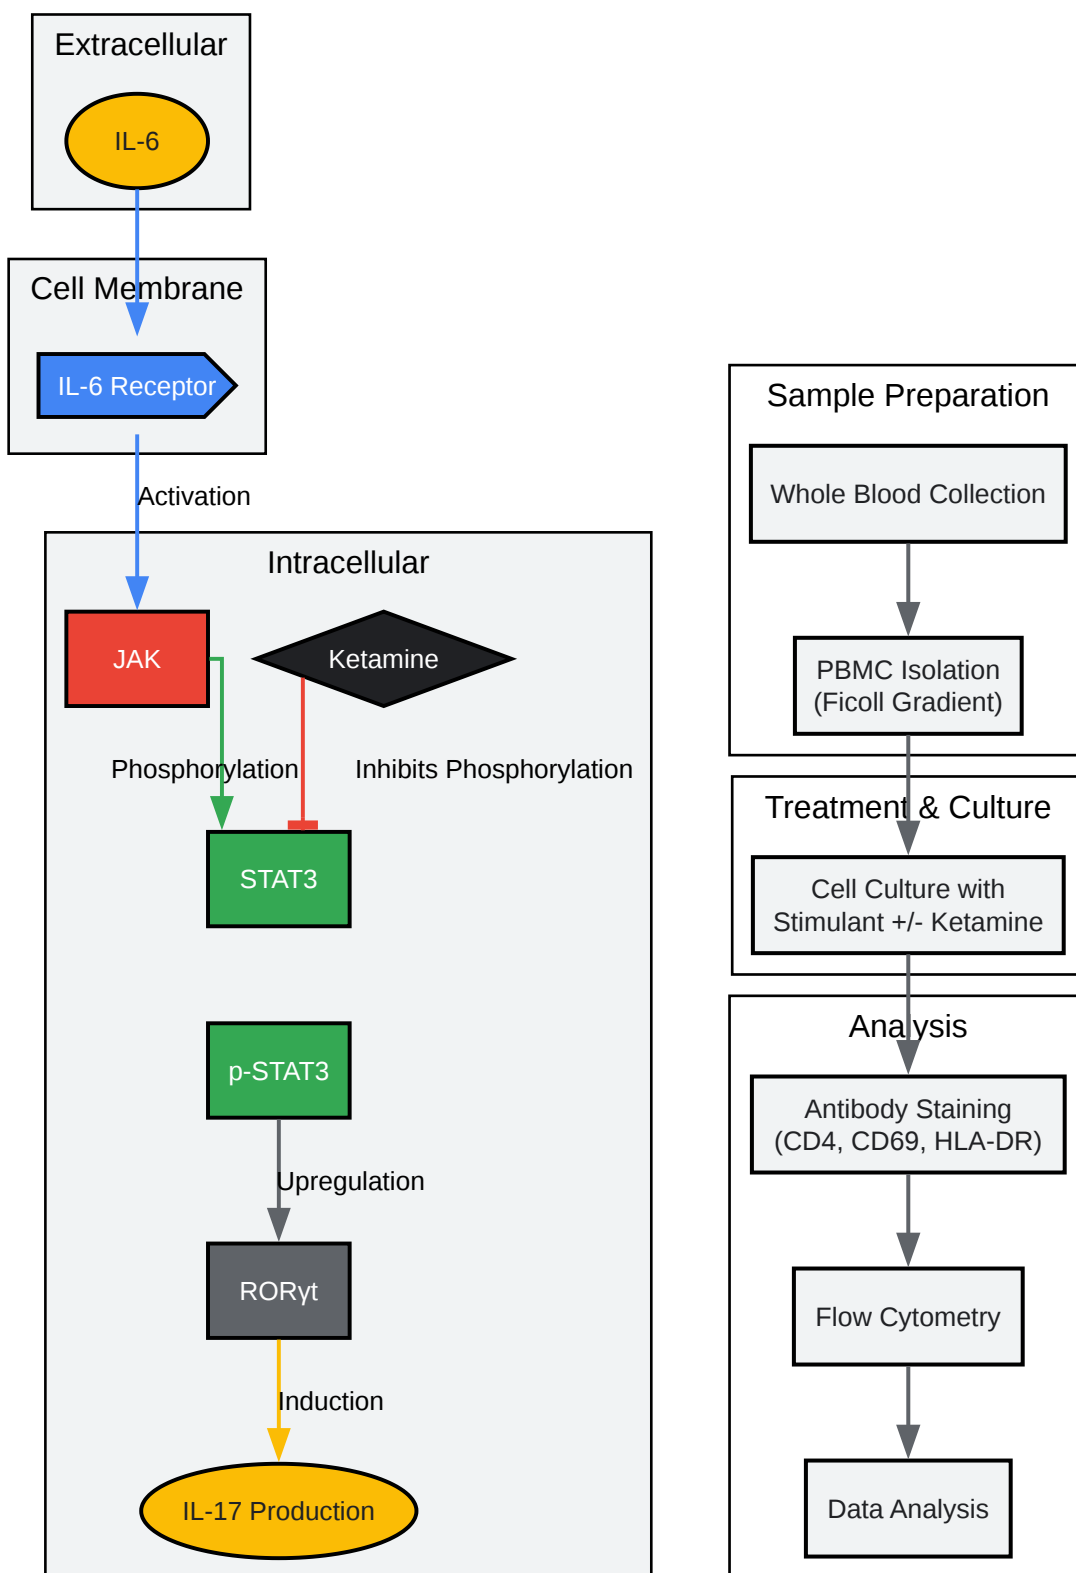 Extracellular
IL-6
Cell Membrane
IL-6 Receptor
Activation
Intracellular
JAK
Ketamine
Phosphorylation
Inhibits Phosphorylation
STAT3
p-STAT3
Upregulation
RORγt
Induction
IL-17 Production
Sample Preparation
Whole Blood Collection
PBMC Isolation
(Ficoll Gradient)
Treatment & Culture
Cell Culture with
Stimulant +/- Ketamine
Analysis
Antibody Staining
(CD4, CD69, HLA-DR)
Flow Cytometry
Data Analysis